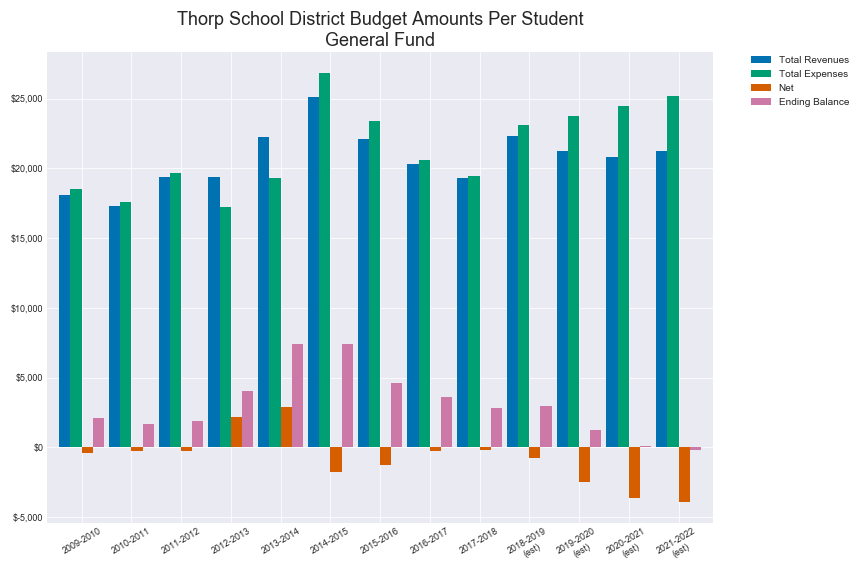 Thorp School District Budget Amounts Per Student
General Fund
Total Revenues
Total Expenses
Net
Ending Balance
$25,000
$20,000
$15,000
$10,000
$5,000
$0
$-5,000
2009-2010
2010-2011
2011-2012
2012-2013
2013-2014
2014-2015
2015-2016
2016-2017
2017-2018
2018-2019
(est)
2019-2020
(est)
2020-2021
(est)
2021-2022
(est)